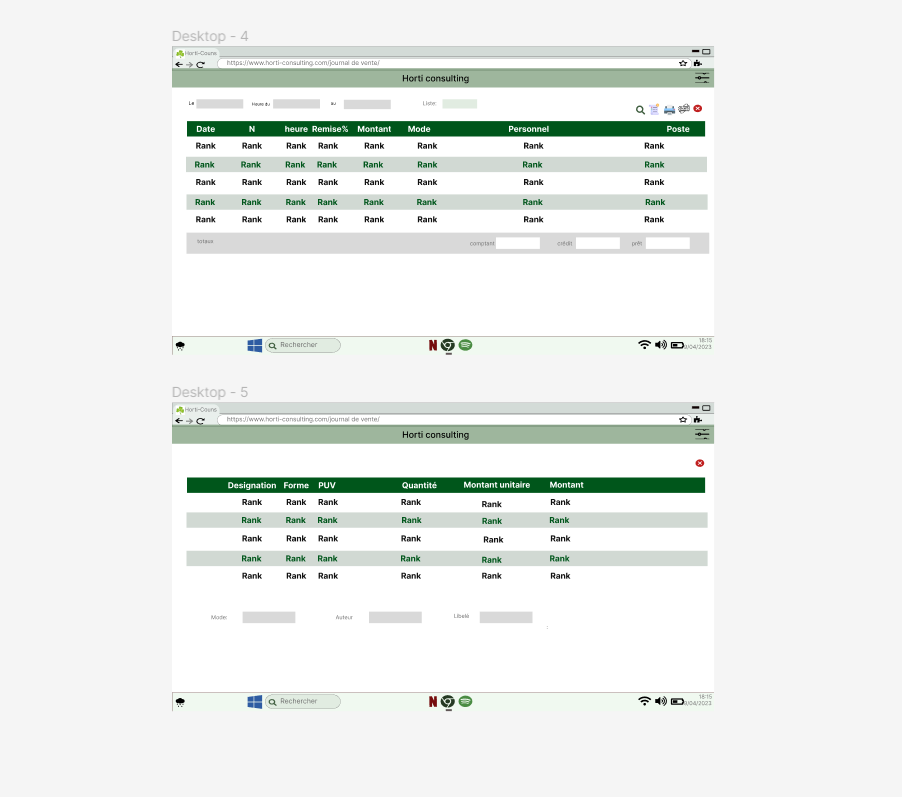 Desktop - 4
Horti-Couns
https://www.horti-consulting.com/journal de vente/
Horti consulting
Le Heure du au Liste:
Date N heure Remise% Montant Mode Personnel Poste
Rank Rank Rank Rank Rank Rank Rank Rank
Rank Rank Rank Rank Rank Rank Rank Rank
Rank Rank Rank Rank Rank Rank Rank Rank
Rank Rank Rank Rank Rank Rank Rank Rank
Rank Rank Rank Rank Rank Rank Rank Rank
totaux comptant crédit prêt
Rechercher
18:15
/04/2023
Desktop - 5
Horti-Couns
https://www.horti-consulting.com/journal de vente/
Horti consulting
Designation Forme PUV Quantité Montant unitaire Montant
Rank Rank Rank Rank Rank Rank
Rank Rank Rank Rank Rank Rank
Rank Rank Rank Rank Rank Rank
Rank Rank Rank Rank Rank Rank
Rank Rank Rank Rank Rank Rank
Mode: Auteur Libelé
Rechercher
18:15
/04/2023